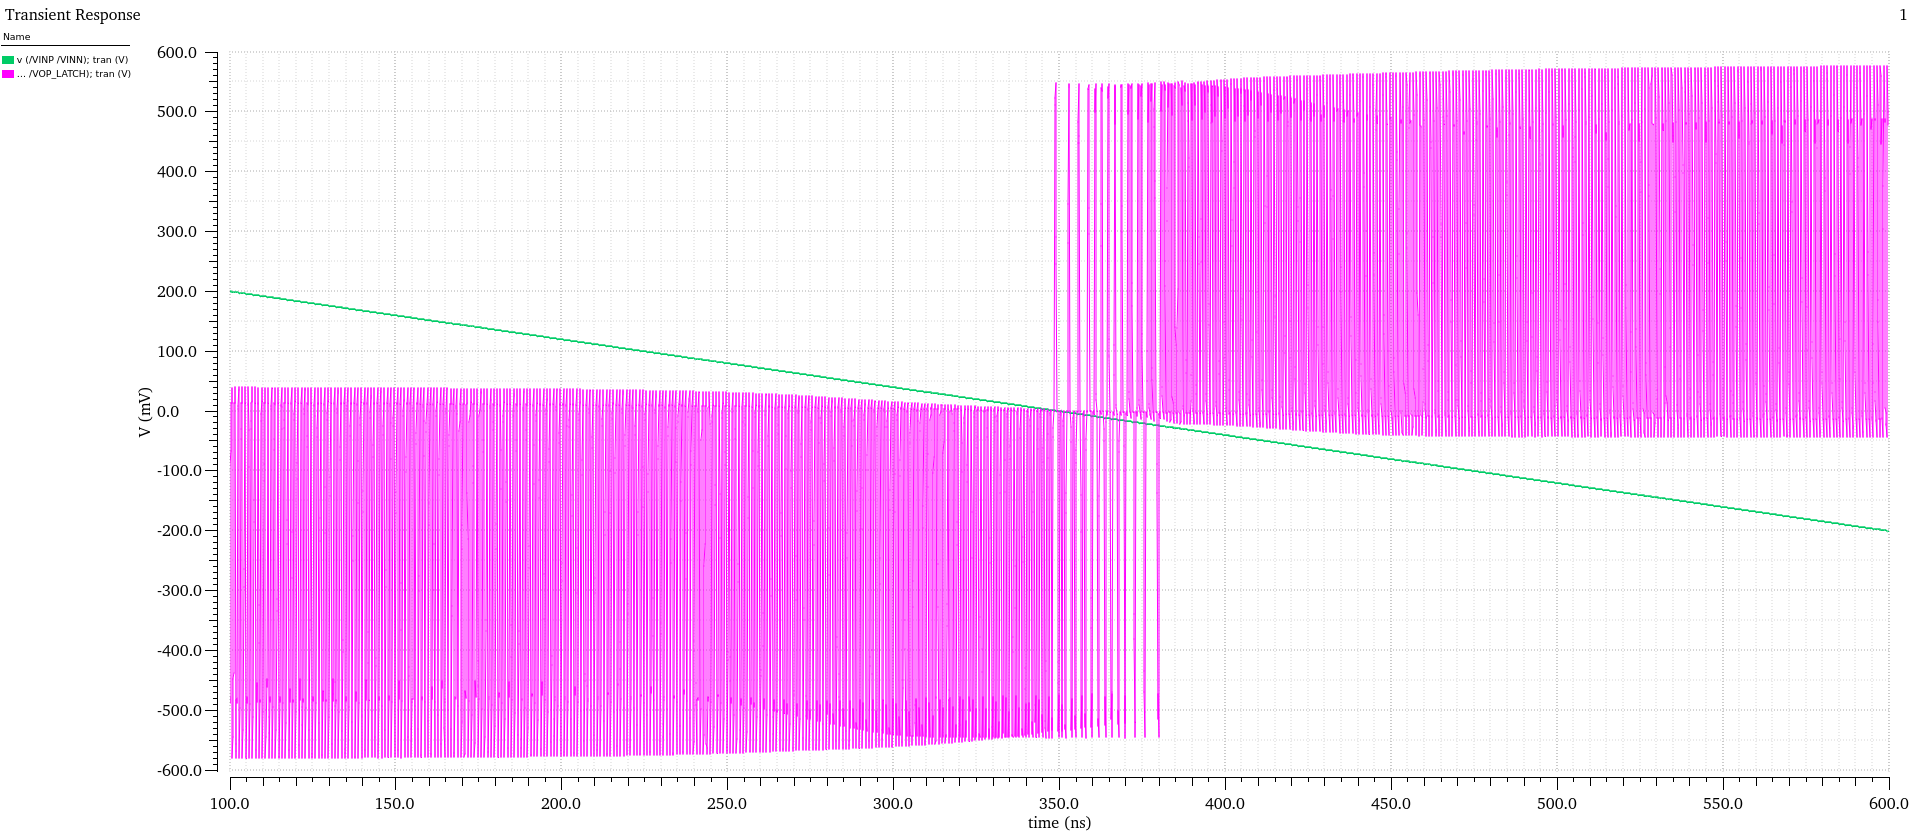 Transient Response
1
Name
v (/VINP /VINN); tran (V)
... /VOP_LATCH); tran (V)
V (mV)
600.0
500.0
400.0
300.0
200.0
100.0
0.0
-100.0
-200.0
-300.0
-400.0
-500.0
-600.0
100.0 150.0 200.0 250.0 300.0 350.0 400.0 450.0 500.0 550.0 600.0
time (ns)